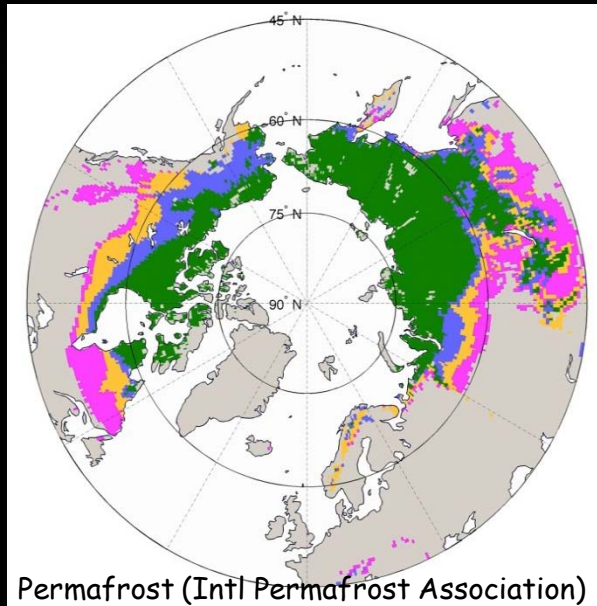 45° N
60° N
75° N
90° N
Permafrost (Intl Permafrost Association)